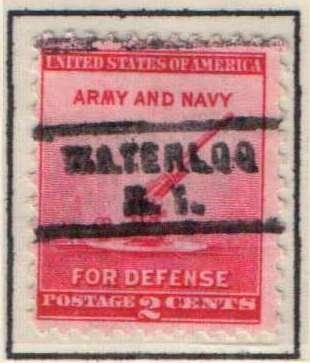 UNITED STATES OF AMERICA
ARMY AND NAVY
WATERLOO
N. Y.
FOR DEFENSE
POSTAGE 2 CENTS